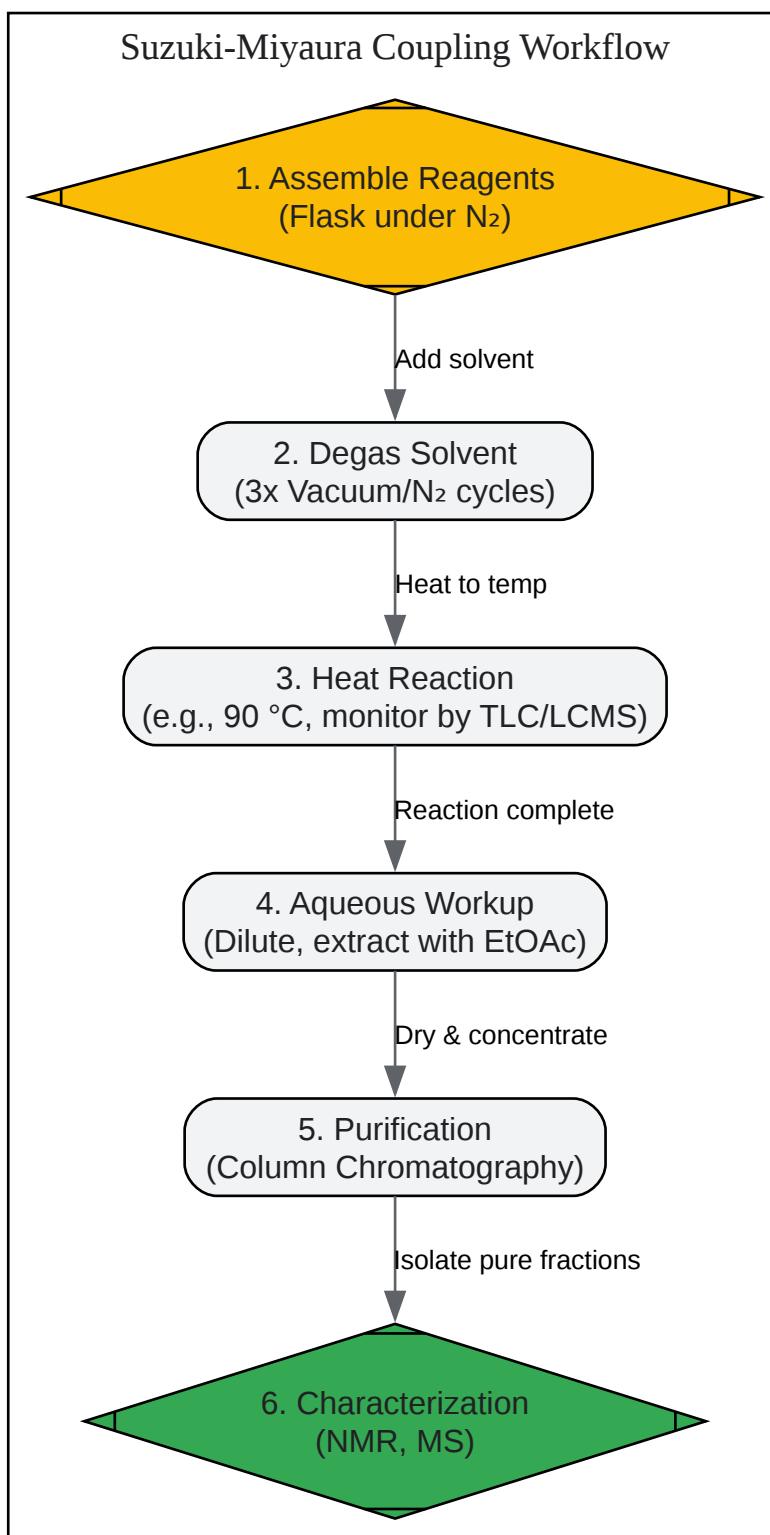 Suzuki-Miyaura Coupling Workflow
1. Assemble Reagents
(Flask under N₂)
Add solvent
2. Degas Solvent
(3x Vacuum/N₂ cycles)
Heat to temp
3. Heat Reaction
(e.g., 90 °C, monitor by TLC/LCMS)
Reaction complete
4. Aqueous Workup
(Dilute, extract with EtOAc)
Dry & concentrate
5. Purification
(Column Chromatography)
Isolate pure fractions
6. Characterization
(NMR, MS)